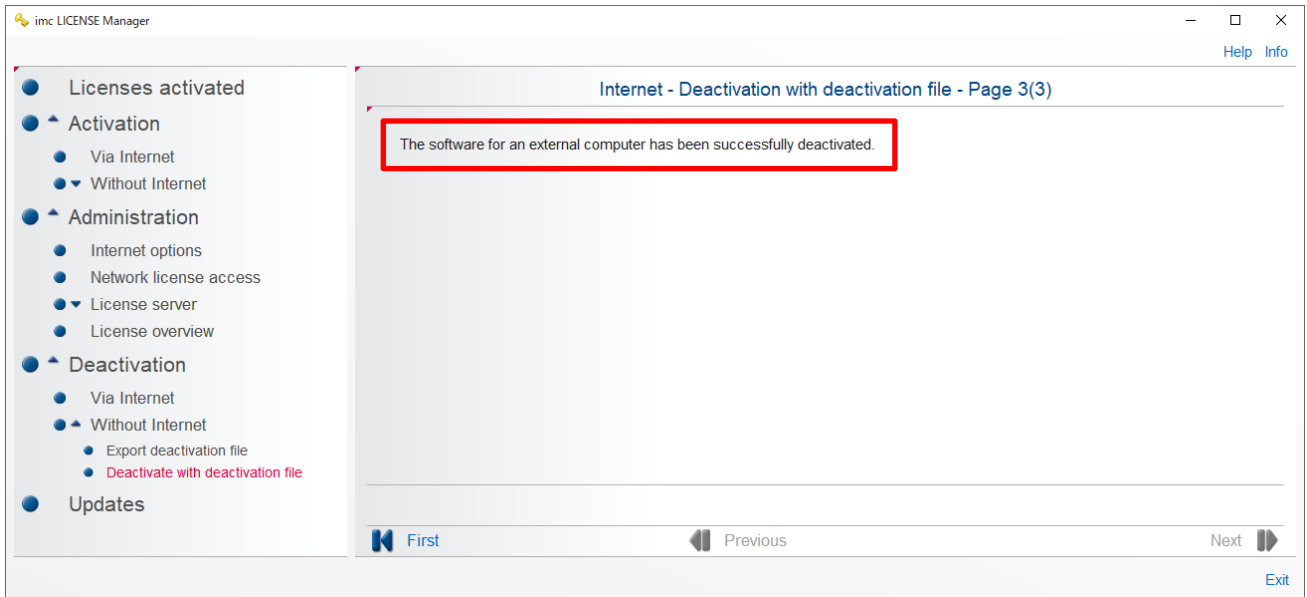 imc LICENSE Manager
Help Info
Licenses activated
Activation
Via Internet
Without Internet
Administration
Internet options
Network license access
License server
License overview
Deactivation
Via Internet
Without Internet
Export deactivation file
Deactivate with deactivation file
Updates
Internet - Deactivation with deactivation file - Page 3(3)
The software for an external computer has been successfully deactivated.
First Previous Next
Exit